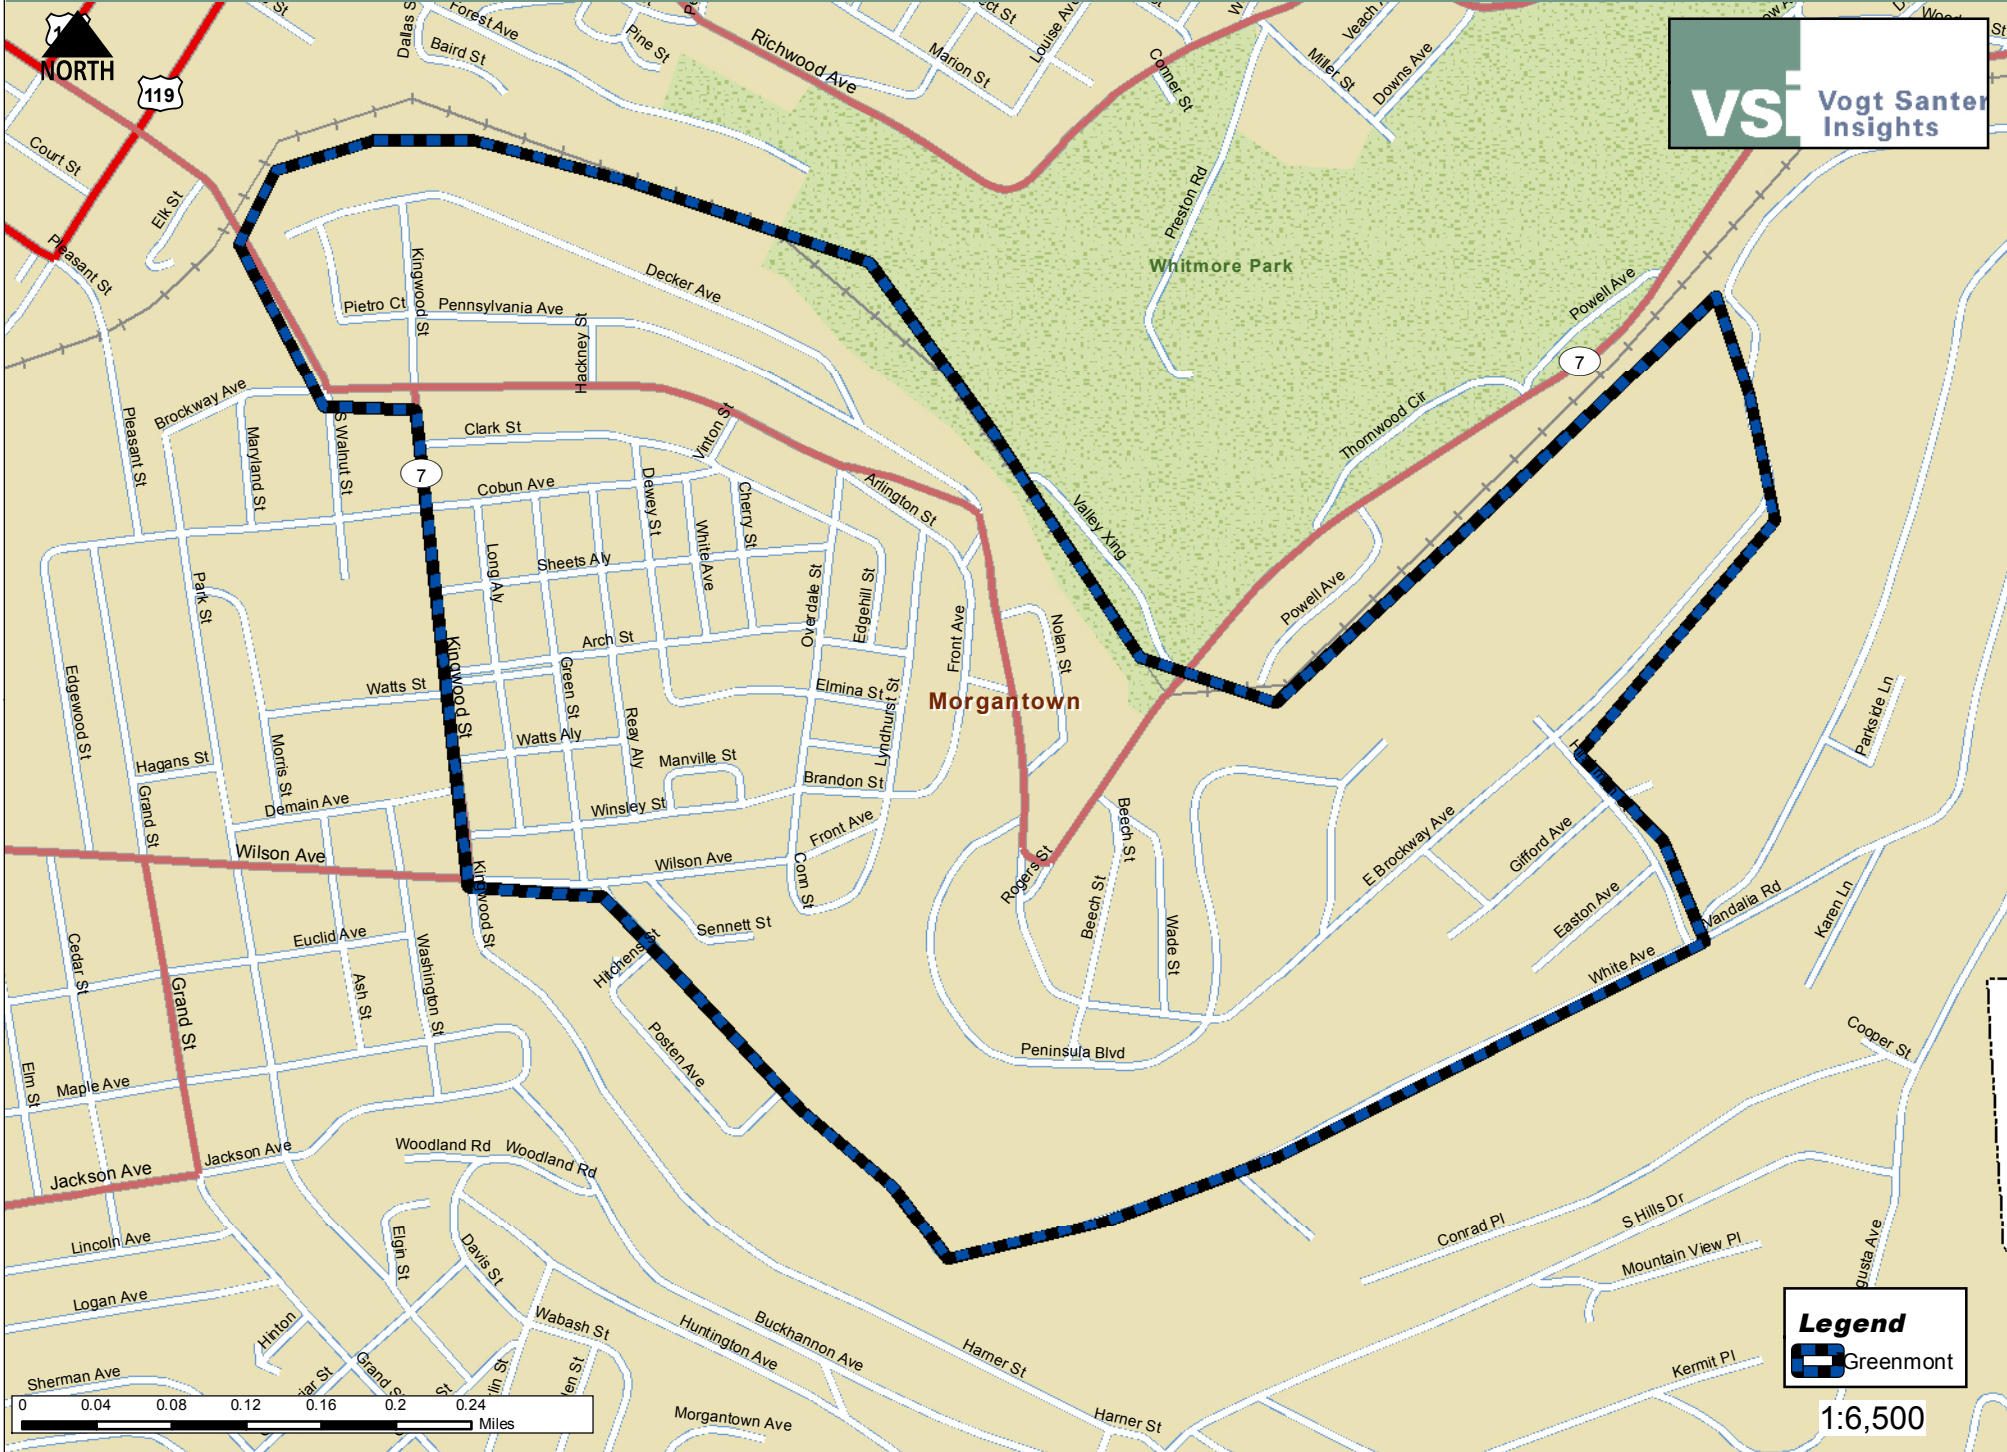 NORTH
119
Dallas S
Forest Ave
Baird St
Pine St
Richwood Ave
Marion St
Louise Ave
Conner St
Miller St
Downs Ave
vsi Vogt Santer
Insights
Court St
Elk St
Pleasant St
Preston Rd
Whitmore Park
Powell Ave
7
Kingwood St
Decker Ave
Pietro Ct
Pennsylvania Ave
Hackney St
Brockway Ave
Pleasant St
Maryland St
S Walnut St
Clark St
Vinton St
7
Cobun Ave
Dewey St
White Ave
Cherry St
Arlington St
Thornwood Cir
Valley Xing
Long Aly
Sheets Aly
Park St
Overdale St
Edgehill St
Front Ave
Nolan St
Powell Ave
Arch St
Kingwood St
Green St
Watts St
Elmina St
Lyndhurst St
Morgantown
Edgewood St
Reay Aly
Watts Aly
Manville St
Parkside Ln
Hagans St
Morris St
Grand St
Demain Ave
Winsley St
Brandon St
Front Ave
Beech St
E Brockway Ave
Gifford Ave
Wilson Ave
Wilson Ave
Conn St
Rogers St
Beech St
Wade St
Easton Ave
Vandalia Rd
Karen Ln
Kingwood St
Sennett St
Hitchens St
Euclid Ave
Cedar St
Grand St
Ash St
Washington St
White Ave
Posten Ave
Peninsula Blvd
Cooper St
Elm St
Maple Ave
Jackson Ave
Jackson Ave
Woodland Rd
Woodland Rd
Conrad Pl
S Hills Dr
Mountain View Pl
gusta Ave
Lincoln Ave
Elgin St
Davis St
Logan Ave
Hinton
Wabash St
Huntington Ave
Buckhannon Ave
Harner St
Kermit Pl
Sherman Ave
Grand S
Harner St
Morgantown Ave
Legend
Greenmont
1:6,500
0 0.04 0.08 0.12 0.16 0.2 0.24
Miles